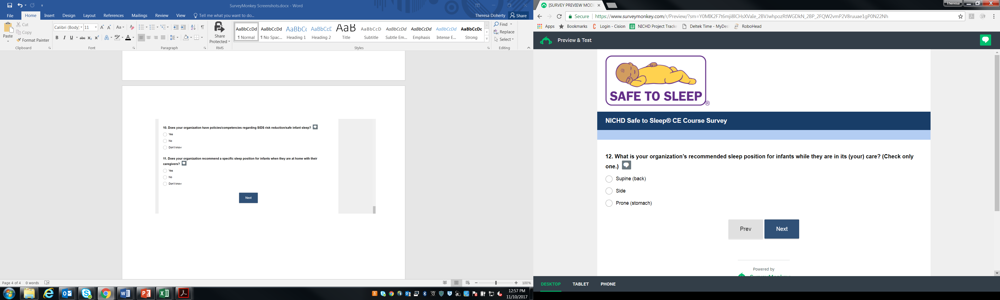 SurveyMonkey Screenshots.docx - Word
File Home Insert Design Layout References Mailings Review View Tell me what you want to do...
Theresa Doherty Share
Paste
Cut
Copy
Format Painter
Clipboard
Calibri (Body) 11
Font
Paragraph
Share
Protected
RMS
AaBbCcDd AaBbCcDd AaBbCc AaBbCcD AaB AaBbCcD AaBbCcDd AaBbCcDd AaBbCcDd AaBbCcDc
¶ Normal ¶ No Spac... Heading 1 Heading 2 Title Subtitle Subtle Em... Emphasis Intense E... Strong
Styles
Find
Replace
Select
Editing
10. Does your organization have policies/competencies regarding SIDS risk reduction/safe infant sleep?
Yes
No
Don't know
11. Does your organization recommend a specific sleep position for infants when they are at home with their
caregivers?
Yes
No
Don't know
Next
Page 4 of 4 0 words
100%
12:57 PM
11/10/2017
[SURVEY PREVIEW MODE
Theresa
Secure https://www.surveymonkey.com/r/Preview/?sm=Y0MIK2F7t6mji8lCHsXVaIe_2BVJwhpozRtWGDkN_2BP_2FQW2vmP2V8ruuae1gP0N22Nh
Apps Bookmarks Login - Cision NICHD Project Tracke Deltek Time - MyDes RoboHead
Preview & Test
SAFE TO SLEEP®
NICHD Safe to Sleep® CE Course Survey
12. What is your organization's recommended sleep position for infants while they are in its (your) care? (Check only
one.)
Supine (back)
Side
Prone (stomach)
Prev Next
Powered by
SurveyMonkey
DESKTOP TABLET PHONE